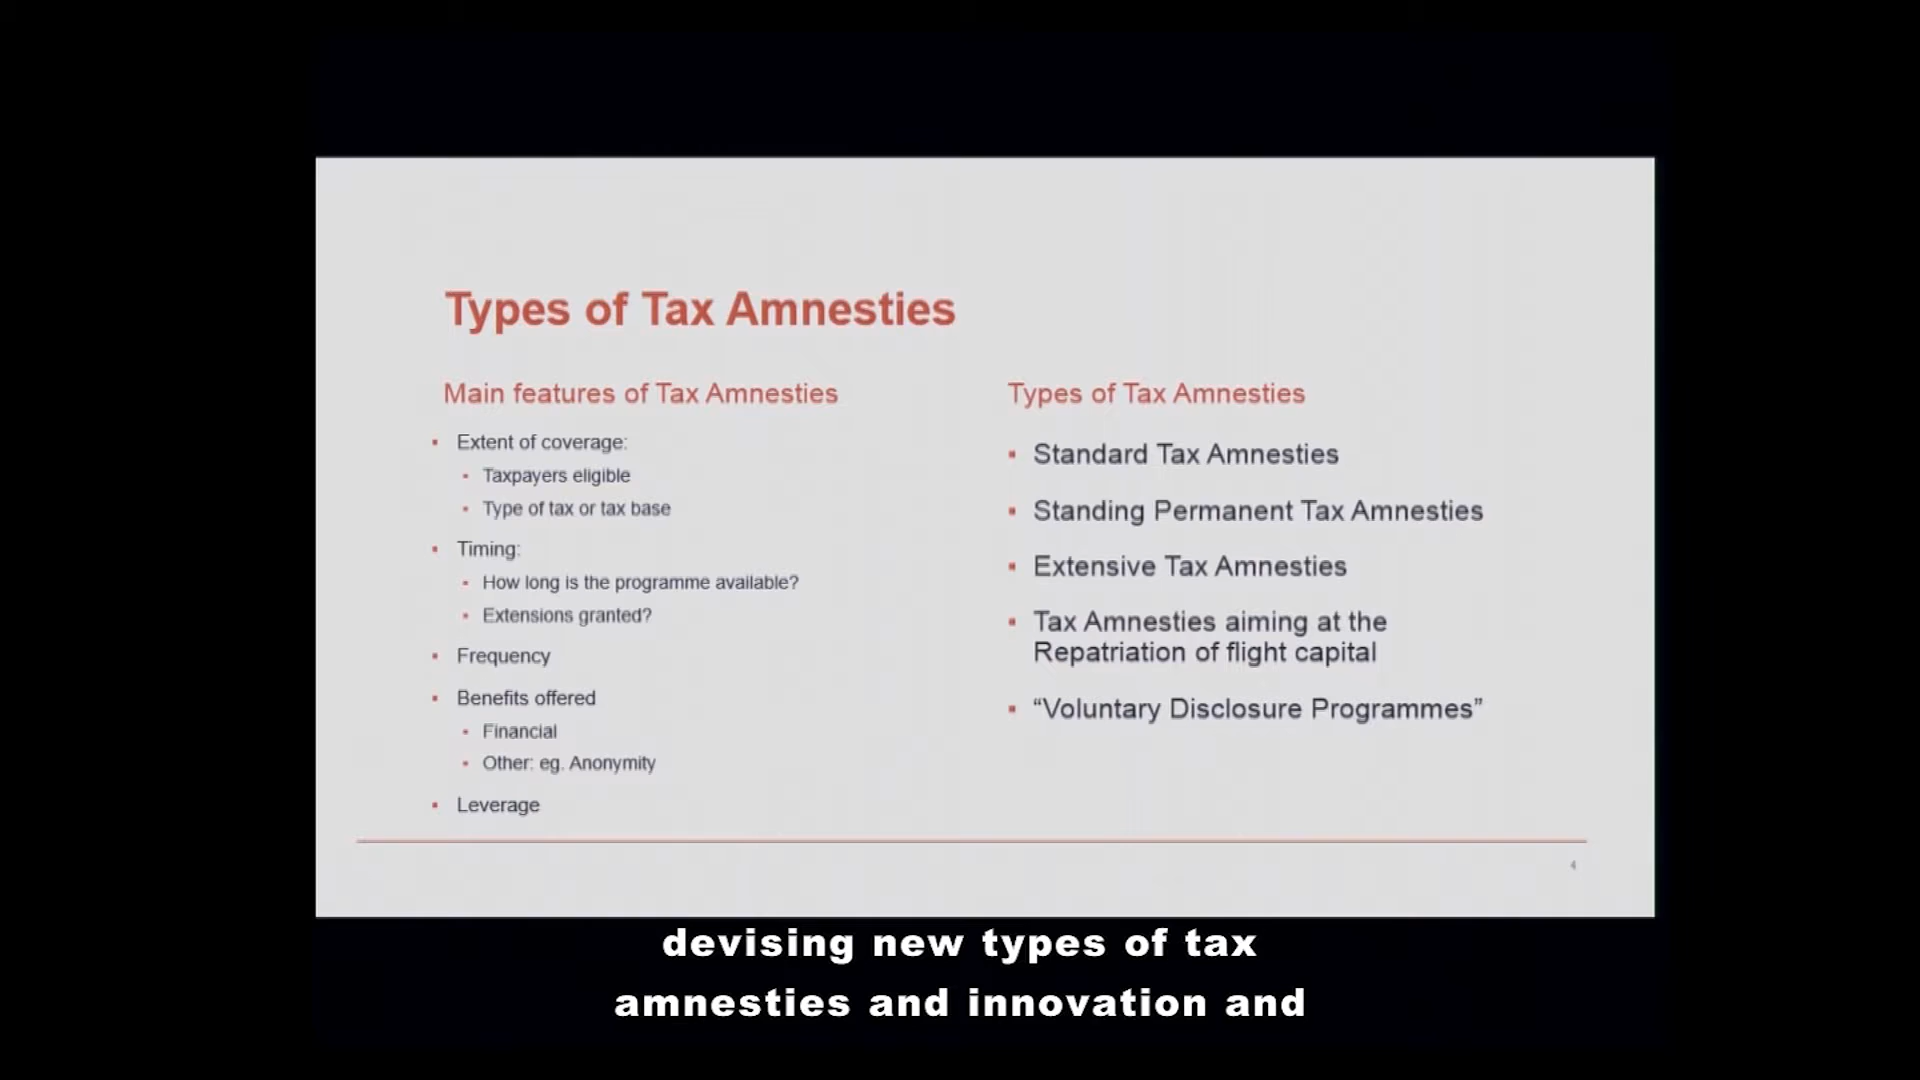 Types of Tax Amnesties
Main features of Tax Amnesties
Extent of coverage:
Taxpayers eligible
Type of tax or tax base
Timing:
How long is the programme available?
Extensions granted?
Frequency
Benefits offered
Financial
Other: eg. Anonymity
Leverage
Types of Tax Amnesties
Standard Tax Amnesties
Standing Permanent Tax Amnesties
Extensive Tax Amnesties
Tax Amnesties aiming at the
Repatriation of flight capital
“Voluntary Disclosure Programmes”
4
devising new types of tax
amnesties and innovation and